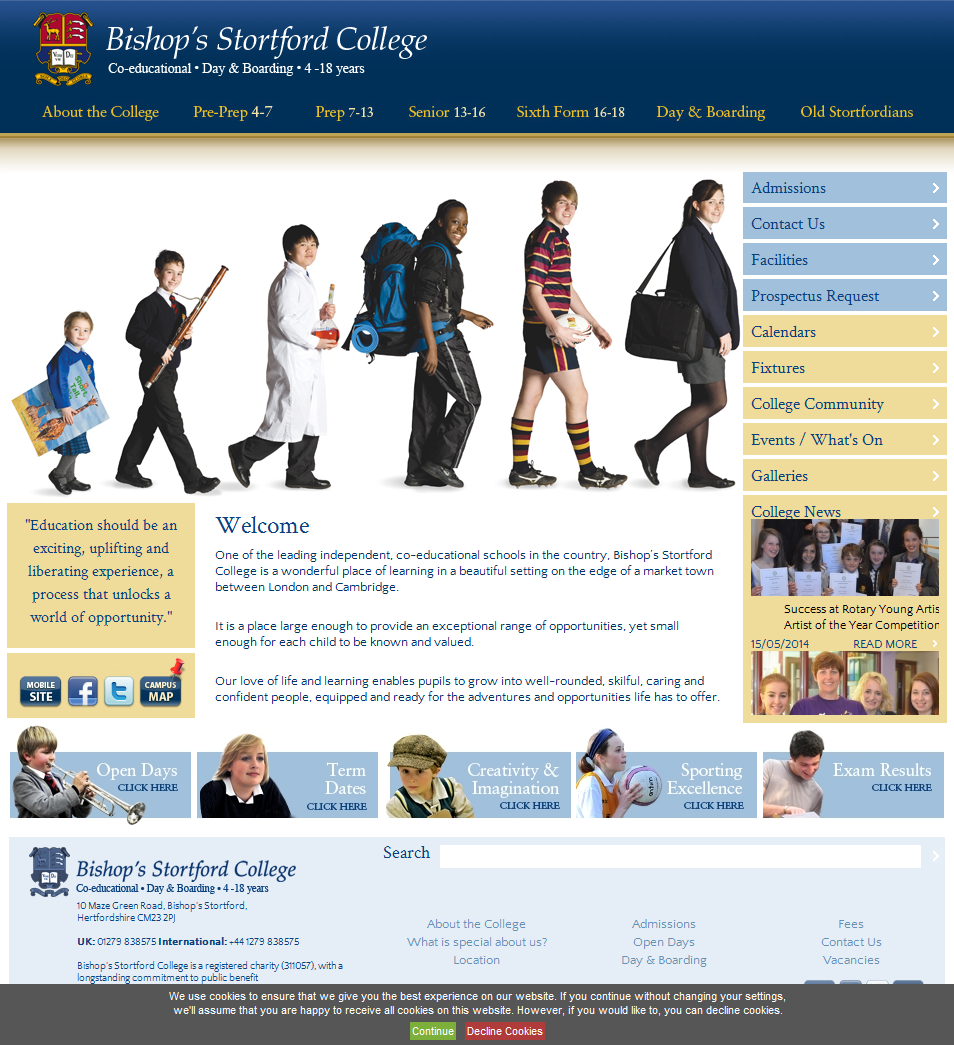 Bishop's Stortford College
Co-educational • Day & Boarding • 4 -18 years
About the College
Pre-Prep 4-7
Prep 7-13
Senior 13-16
Sixth Form 16-18
Day & Boarding
Old Stortfordians
Admissions
Contact Us
Facilities
Prospectus Request
Calendars
Fixtures
College Community
Events / What's On
Galleries
College News
Success at Rotary Young Artis
Artist of the Year Competition
15/05/2014 READ MORE
Short,
Tall,
"Education should be an
exciting, uplifting and
liberating experience, a
process that unlocks a
world of opportunity."
MOBILE
SITE
CAMPUS
MAP
Welcome
One of the leading independent, co-educational schools in the country, Bishop's Stortford
College is a wonderful place of learning in a beautiful setting on the edge of a market town
between London and Cambridge.
It is a place large enough to provide an exceptional range of opportunities, yet small
enough for each child to be known and valued.
Our love of life and learning enables pupils to grow into well-rounded, skilful, caring and
confident people, equipped and ready for the adventures and opportunities life has to offer.
Open Days
CLICK HERE
Term
Dates
CLICK HERE
Creativity &
Imagination
CLICK HERE
Sporting
Excellence
CLICK HERE
Exam Results
CLICK HERE
Bishop's Stortford College
Co-educational • Day & Boarding • 4 -18 years
10 Maze Green Road, Bishop's Stortford,
Hertfordshire CM23 2PJ
UK: 01279 838575 International: +44 1279 838575
Bishop's Stortford College is a registered charity (311057), with a
longstanding commitment to public benefit
Search
About the College
What is special about us?
Location
Admissions
Open Days
Day & Boarding
Fees
Contact Us
Vacancies
We use cookies to ensure that we give you the best experience on our website. If you continue without changing your settings,
we'll assume that you are happy to receive all cookies on this website. However, if you would like to, you can decline cookies.
Continue
Decline Cookies